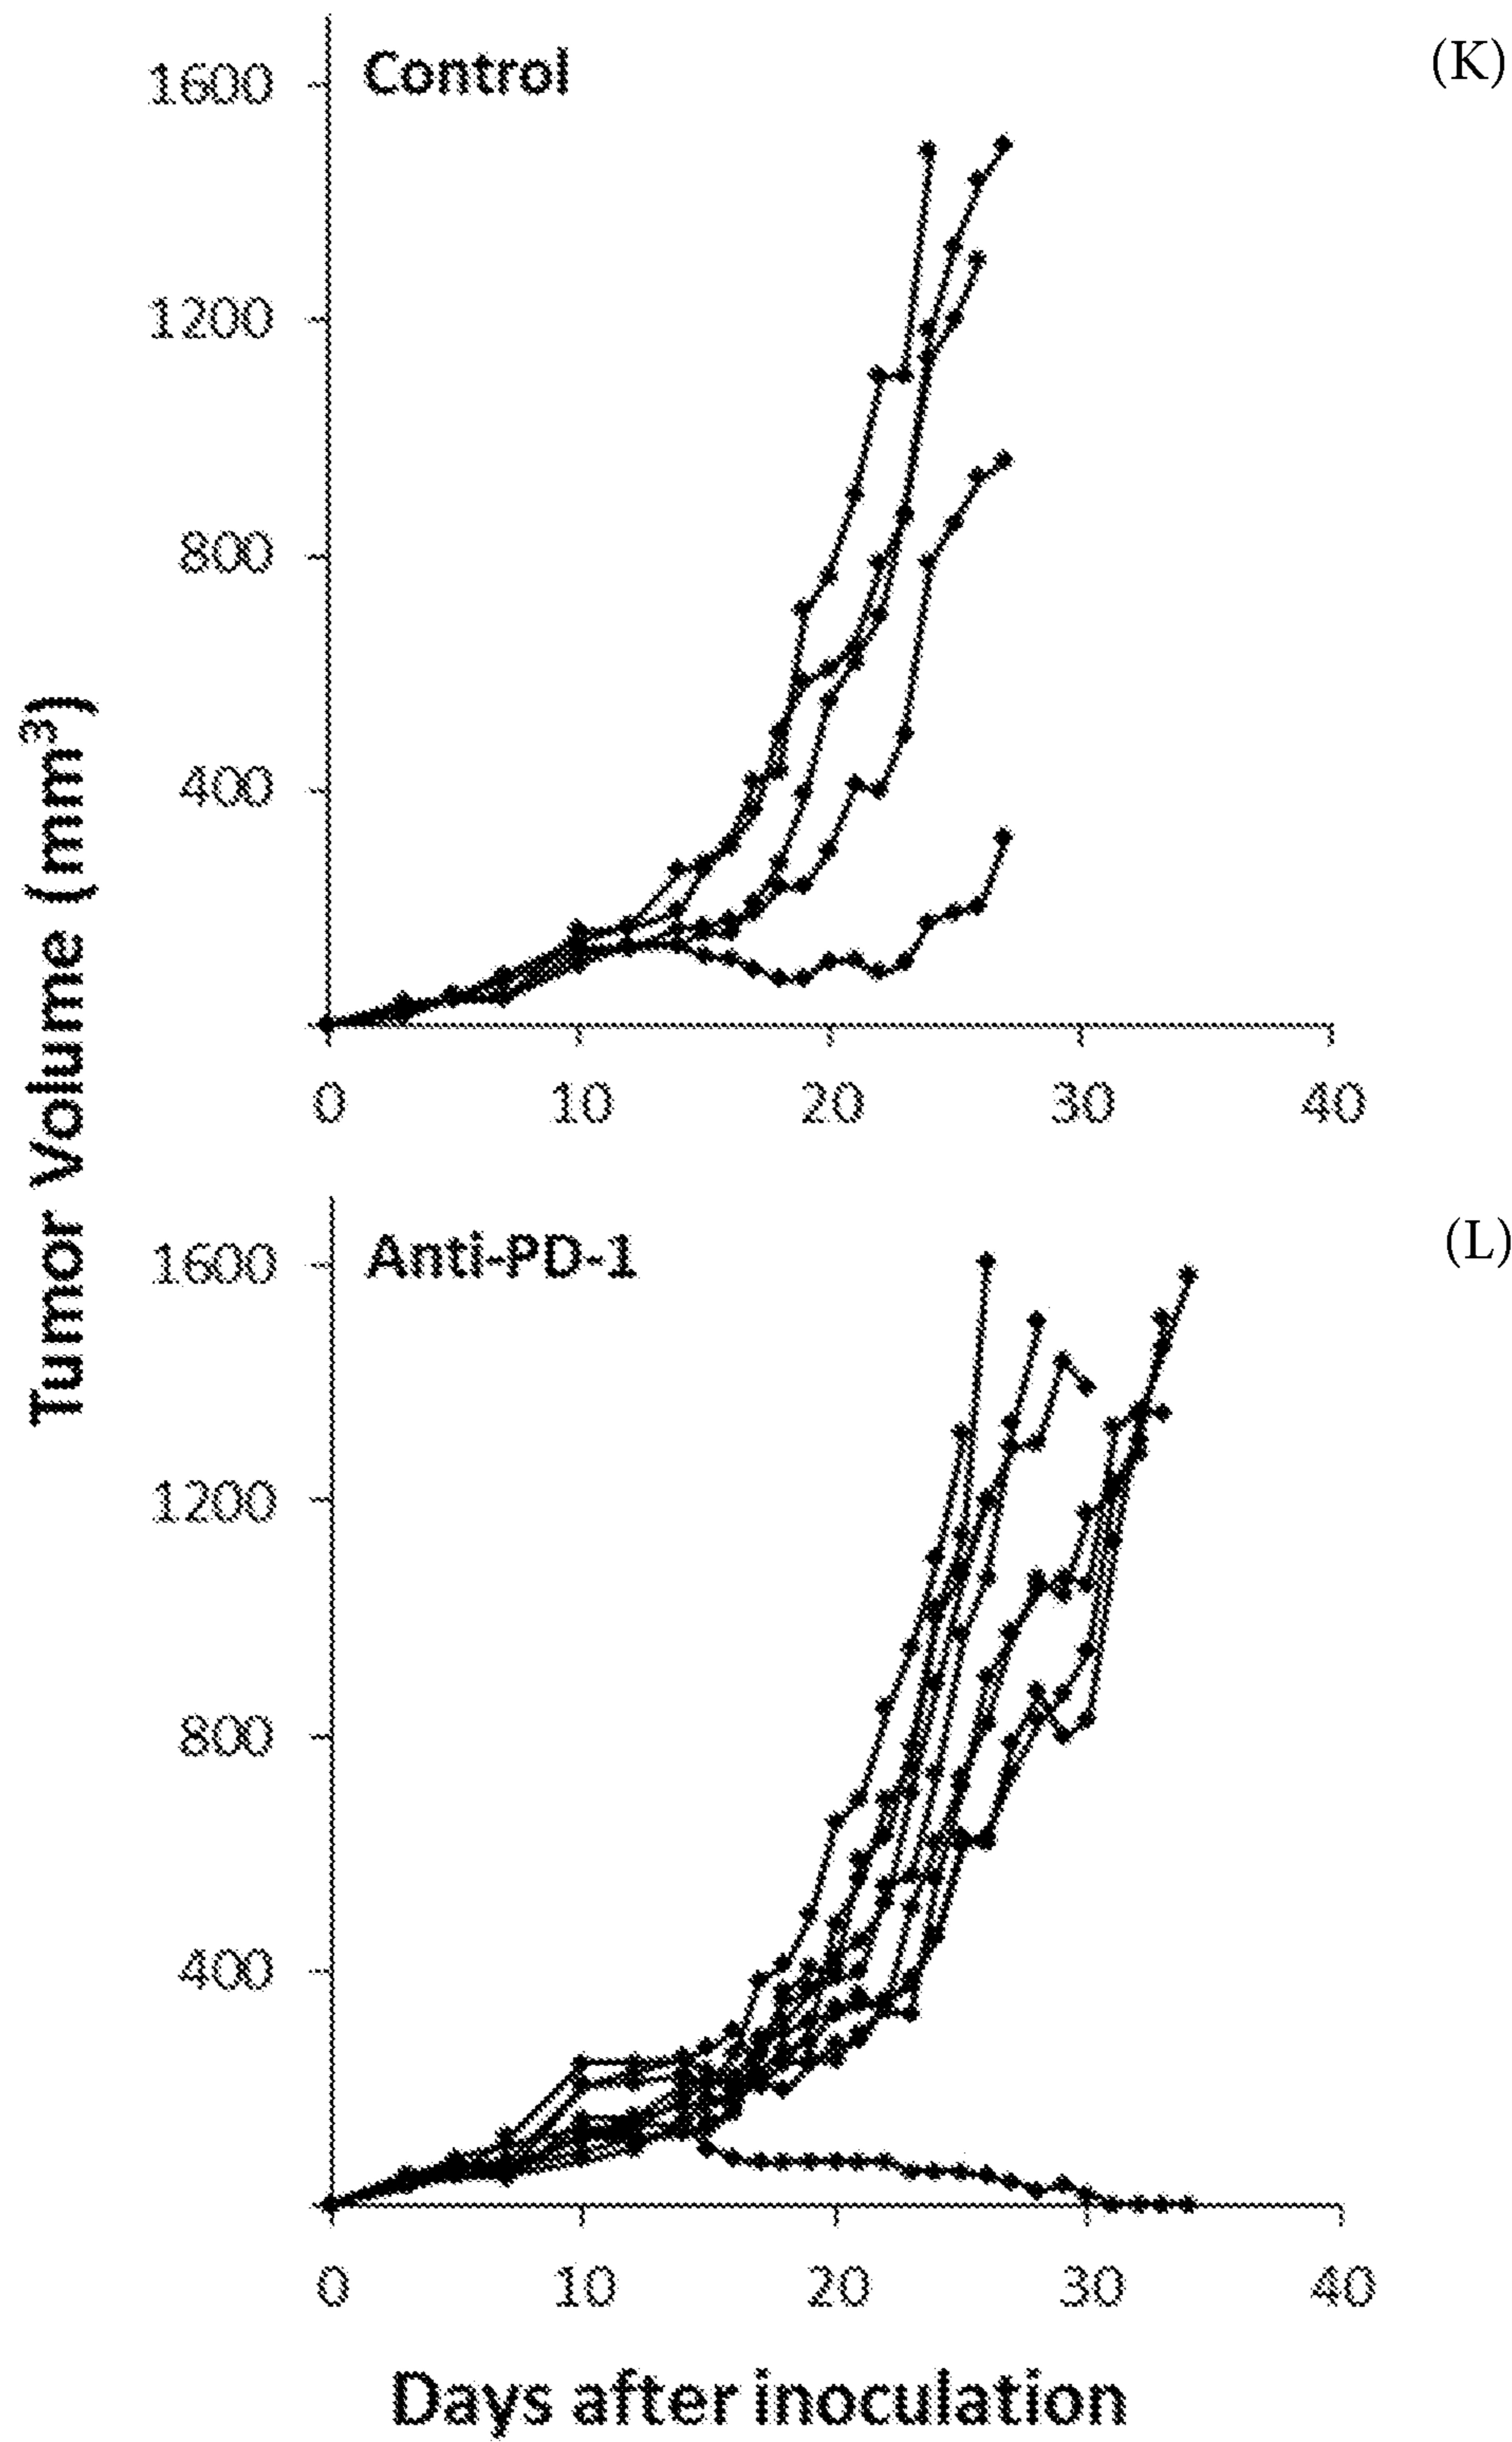 Control
(K)
1600
1200
800
400
0 10 20 30 40
Tumor Volume (mm³)
Anti-PD-1
(L)
1600
1200
800
400
0 10 20 30 40
Days after inoculation